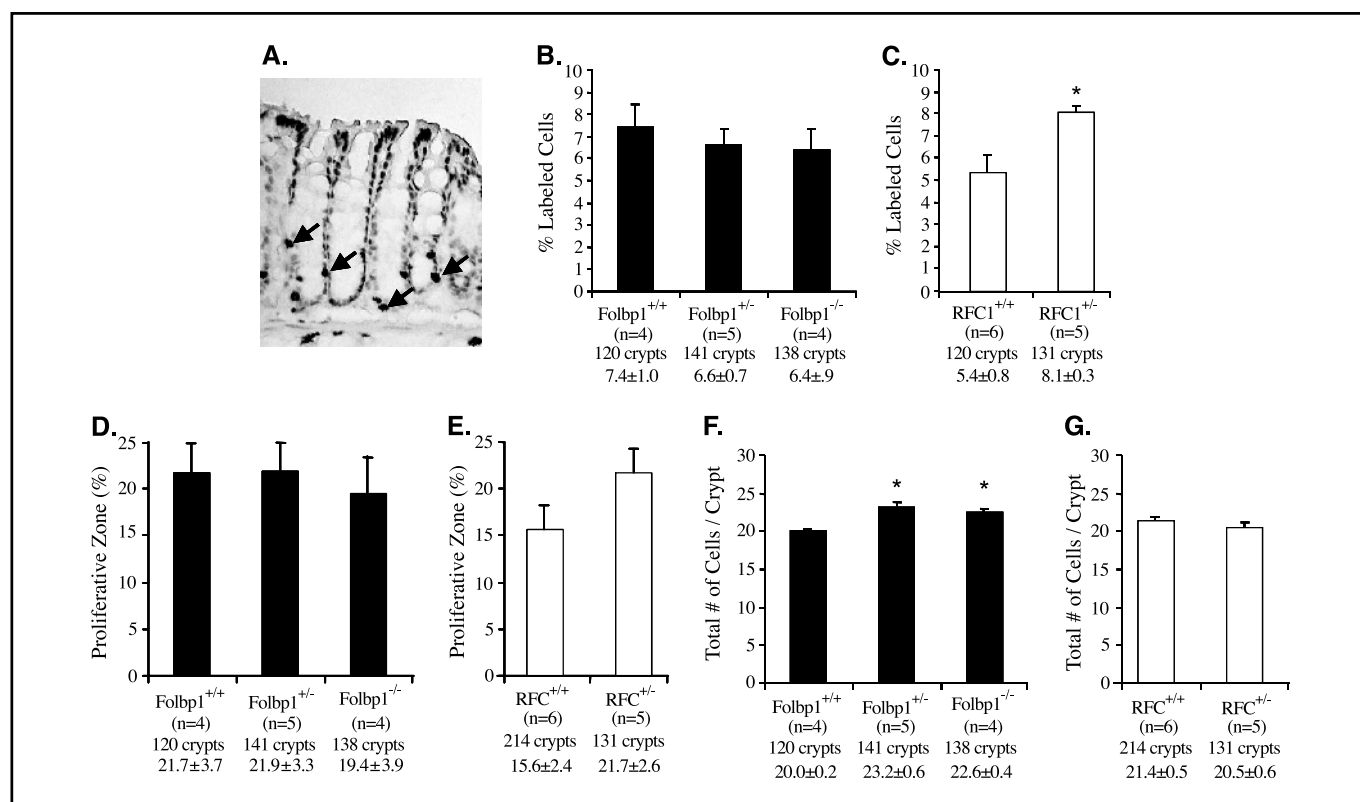 A.
B.
% Labeled Cells
10
9
8
7
6
5
4
3
2
1
0
Folbp1+/+ Folbp1+/- Folbp1-/-
(n=4) (n=5) (n=4)
120 crypts 141 crypts 138 crypts
7.4±1.0 6.6±0.7 6.4±.9
C.
% Labeled Cells
10
9
8
7
6
5
4
3
2
1
0
*
RFC1+/+ RFC1+/-
(n=6) (n=5)
120 crypts 131 crypts
5.4±0.8 8.1±0.3
D.
Proliferative Zone (%)
25
20
15
10
5
0
Folbp1+/+ Folbp1+/- Folbp1-/-
(n=4) (n=5) (n=4)
120 crypts 141 crypts 138 crypts
21.7±3.7 21.9±3.3 19.4±3.9
E.
Proliferative Zone (%)
25
20
15
10
5
0
RFC+/+ RFC+/-
(n=6) (n=5)
214 crypts 131 crypts
15.6±2.4 21.7±2.6
F.
Total # of Cells / Crypt
30
25
20
15
10
5
0
* *
Folbp1+/+ Folbp1+/- Folbp1-/-
(n=4) (n=5) (n=4)
120 crypts 141 crypts 138 crypts
20.0±0.2 23.2±0.6 22.6±0.4
G.
Total # of Cells / Crypt
30
25
20
15
10
5
0
RFC+/+ RFC+/-
(n=6) (n=5)
214 crypts 131 crypts
21.4±0.5 20.5±0.6